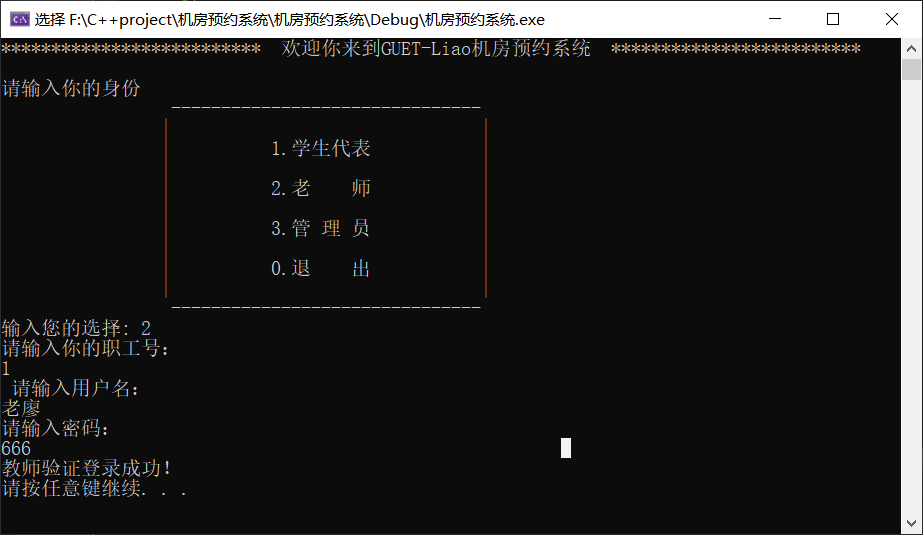 选择 F:\C++project\机房预约系统\机房预约系统\Debug\机房预约系统.exe
************************** 欢迎你来到GUET-Liao机房预约系统 *************************
请输入你的身份
-------------------------------
1.学生代表
2.老 师
3.管 理 员
0.退 出
-------------------------------
输入您的选择: 2
请输入你的职工号:
1
请输入用户名:
老廖
请输入密码:
666
教师验证登录成功!
请按任意键继续. . .